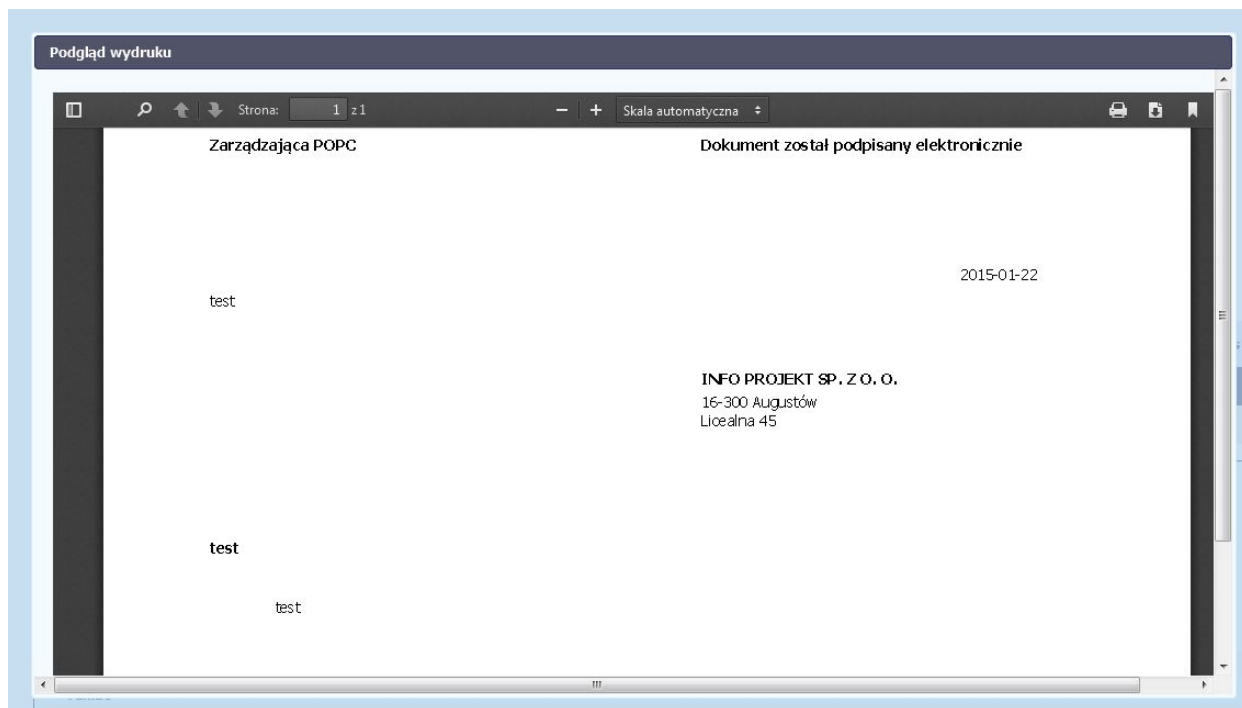 Podgląd wydruku
Strona: 1 z 1 Skala automatyczna
Zarządzająca POPC Dokument został podpisany elektronicznie
2015-01-22
test
INFO PROJEKT SP. Z O. O.
16-300 Augustów
Licealna 45
test
test